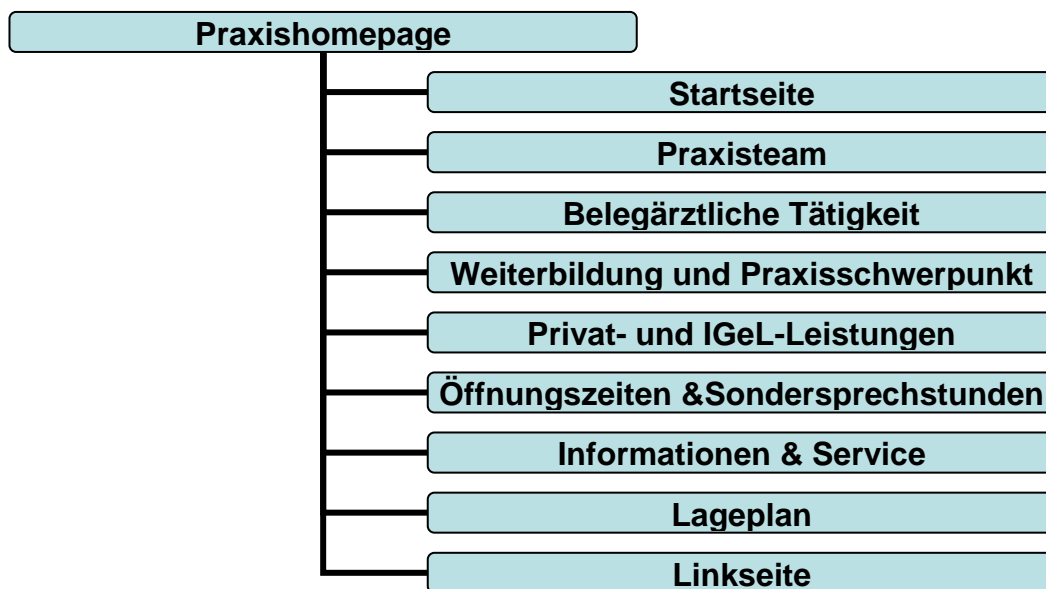 Praxishomepage
Startseite
Praxisteam
Belegärztliche Tätigkeit
Weiterbildung und Praxisschwerpunkt
Privat- und IGeL-Leistungen
Öffnungszeiten &Sondersprechstunden
Informationen & Service
Lageplan
Linkseite